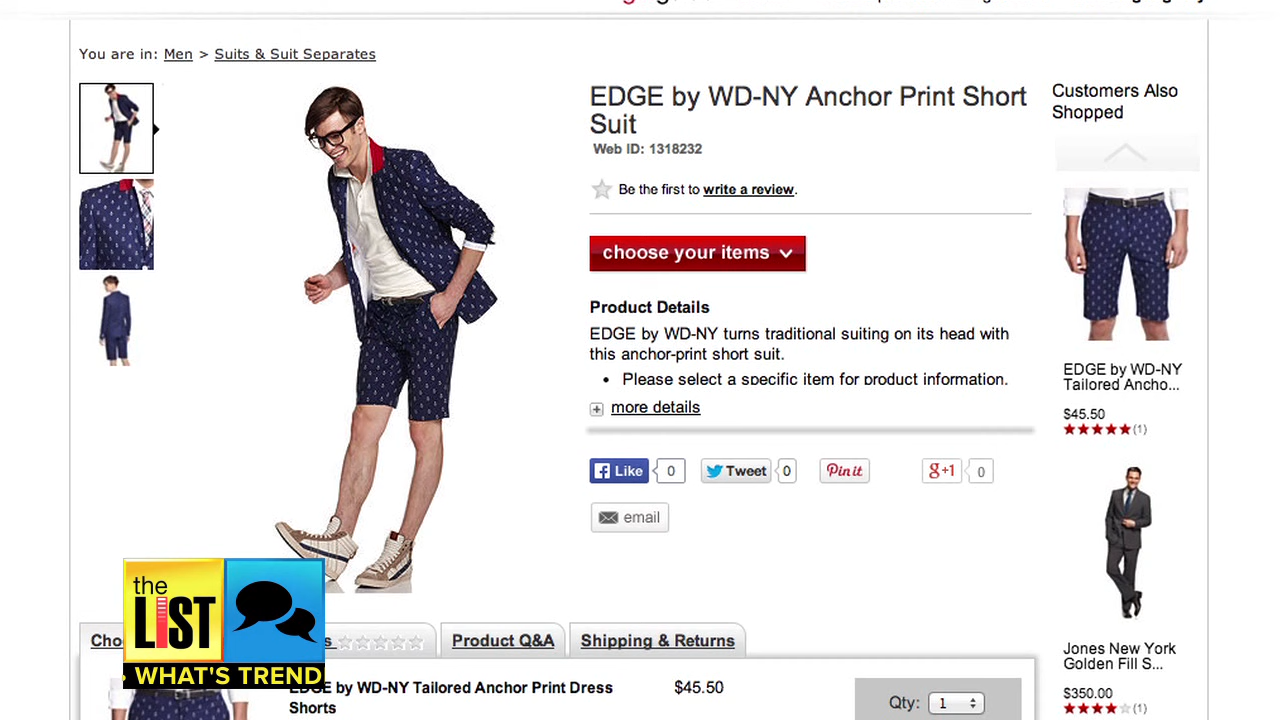 You are in: Men > Suits & Suit Separates
EDGE by WD-NY Anchor Print Short
Suit
Web ID: 1318232
Be the first to write a review.
choose your items
Product Details
EDGE by WD-NY turns traditional suiting on its head with
this anchor-print short suit.
• Please select a specific item for product information.
+ more details
Like 0
Tweet 0
Pin it
g+1 0
email
Customers Also
Shopped
EDGE by WD-NY
Tailored Ancho...
$45.50
(1)
Jones New York
Golden Fill S...
$350.00
(1)
the
LIST
WHAT'S TREND
Product Q&A
Shipping & Returns
EDGE by WD-NY Tailored Anchor Print Dress
Shorts
$45.50
Qty: 1